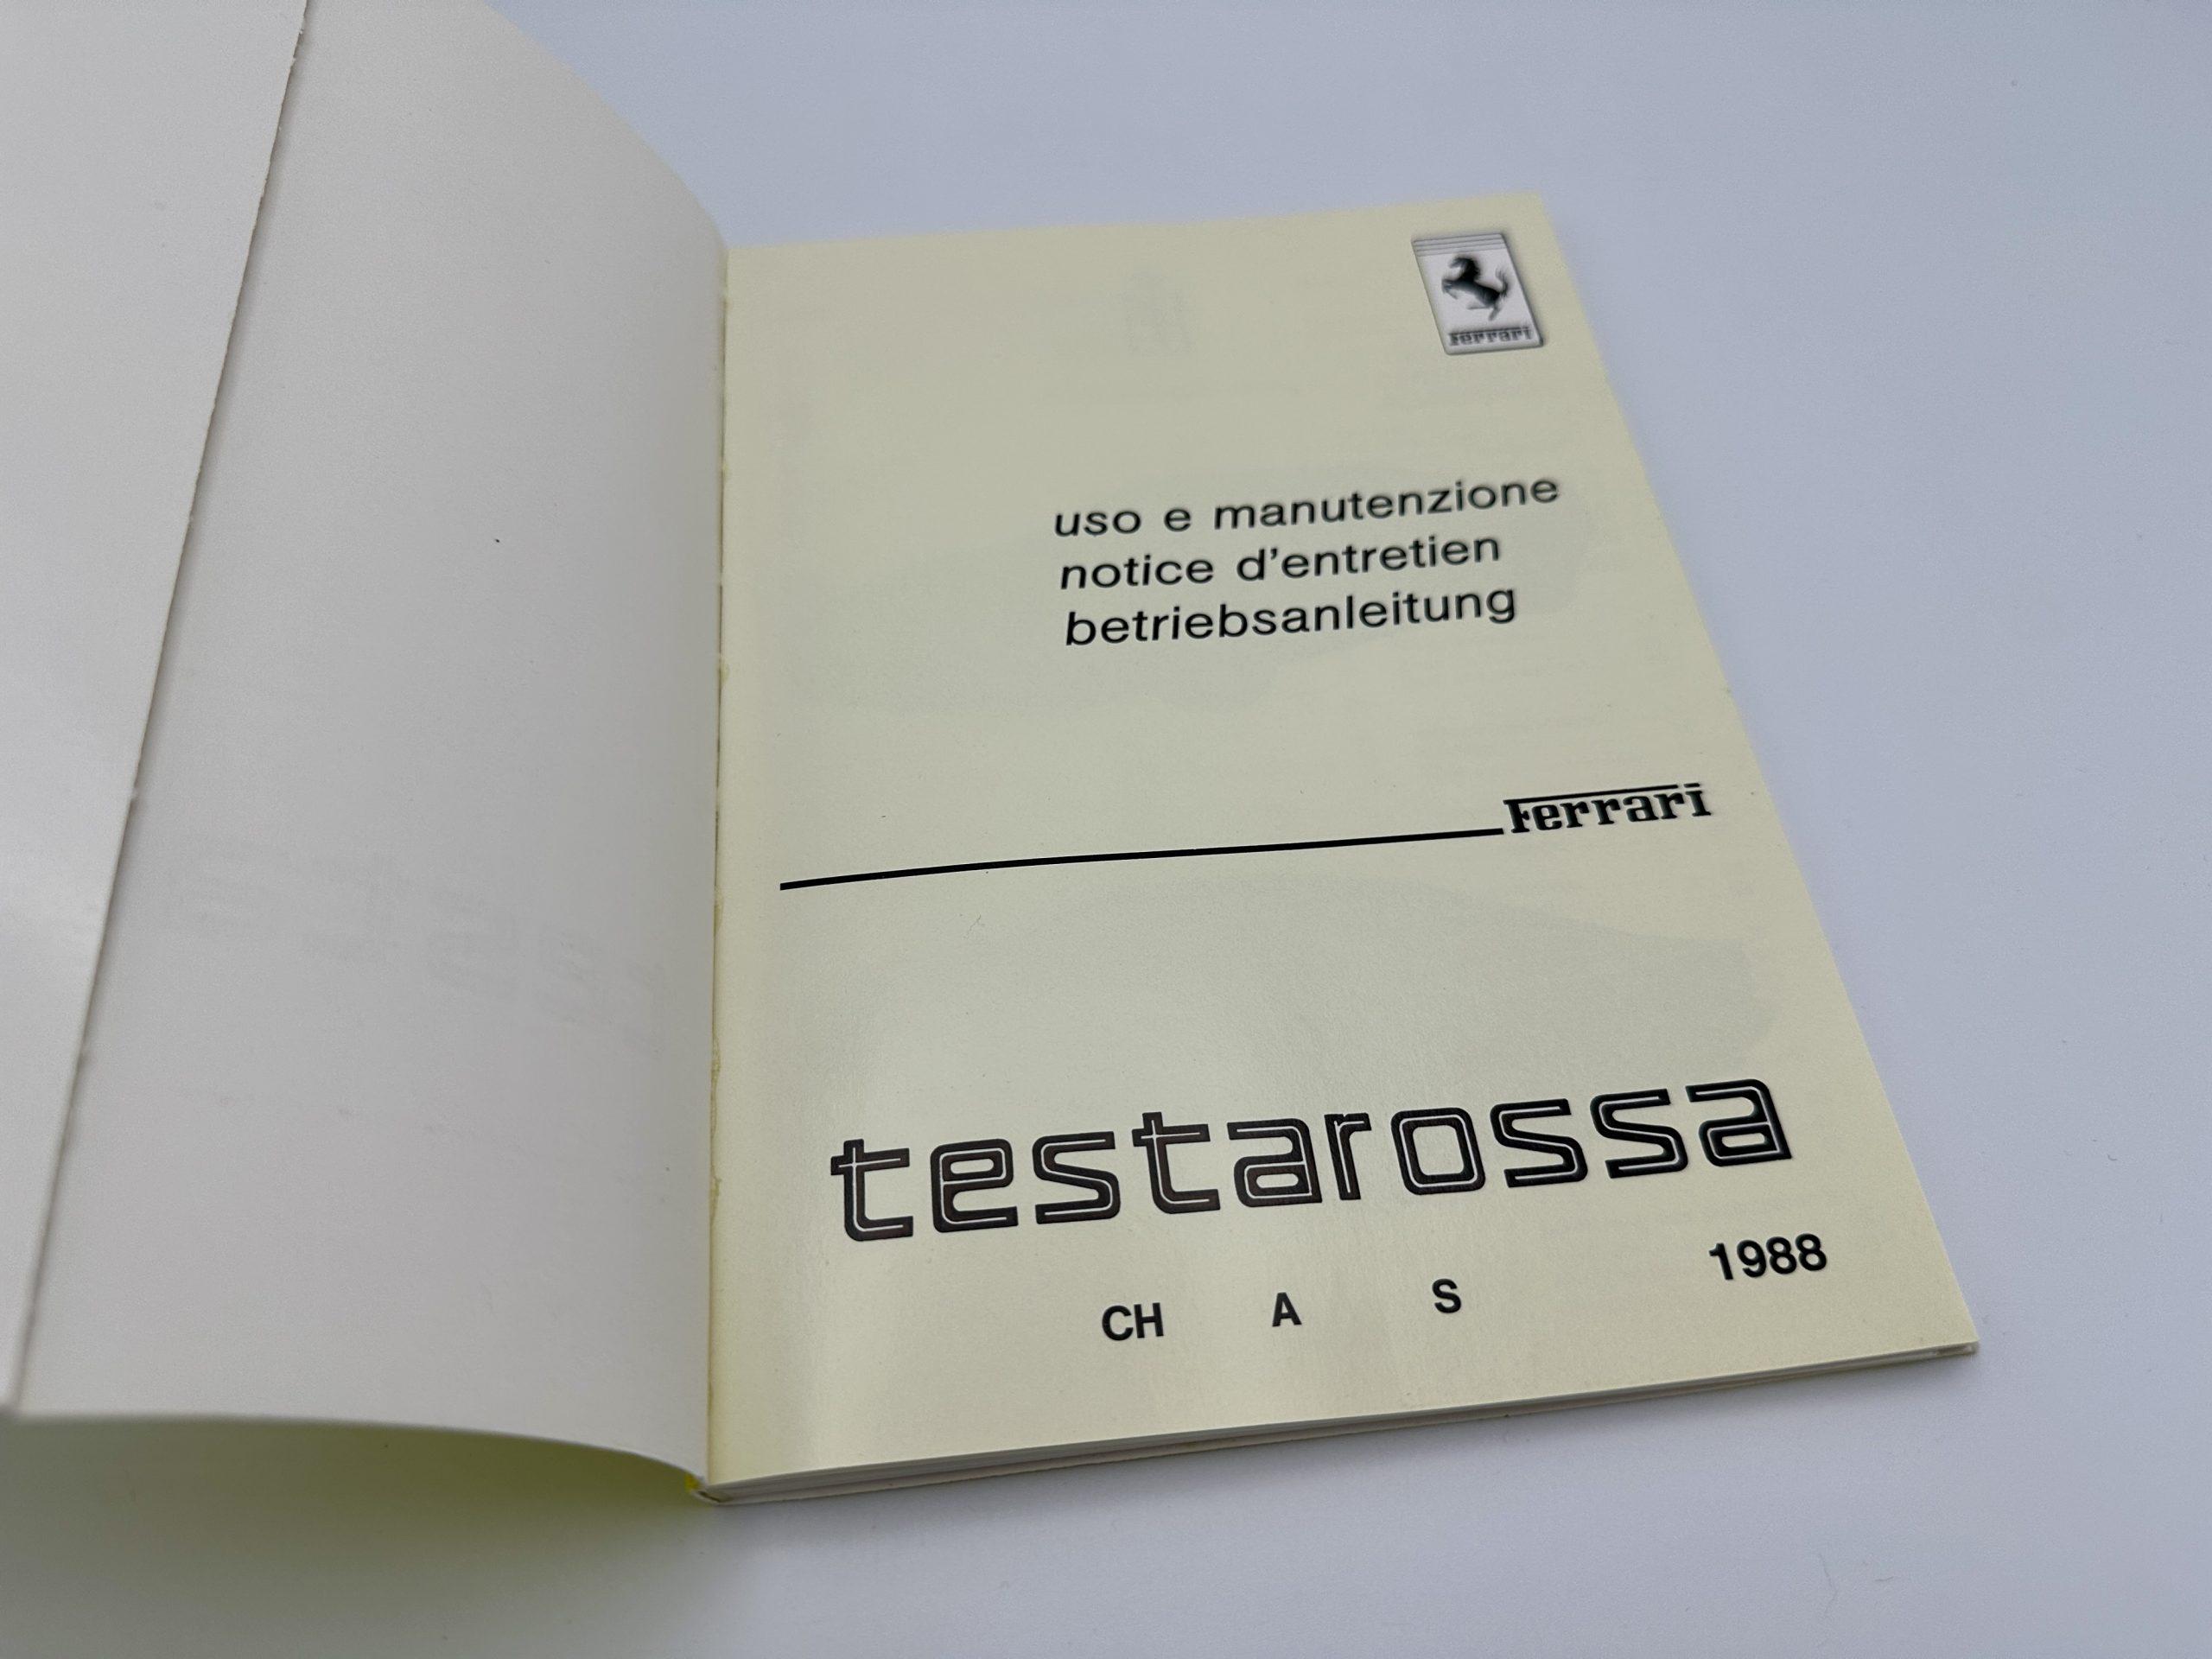 Ferrari
uso e manutenzione
notice d'entretien
betriebsanleitung
Ferrari
testarossa
1988
CH A S